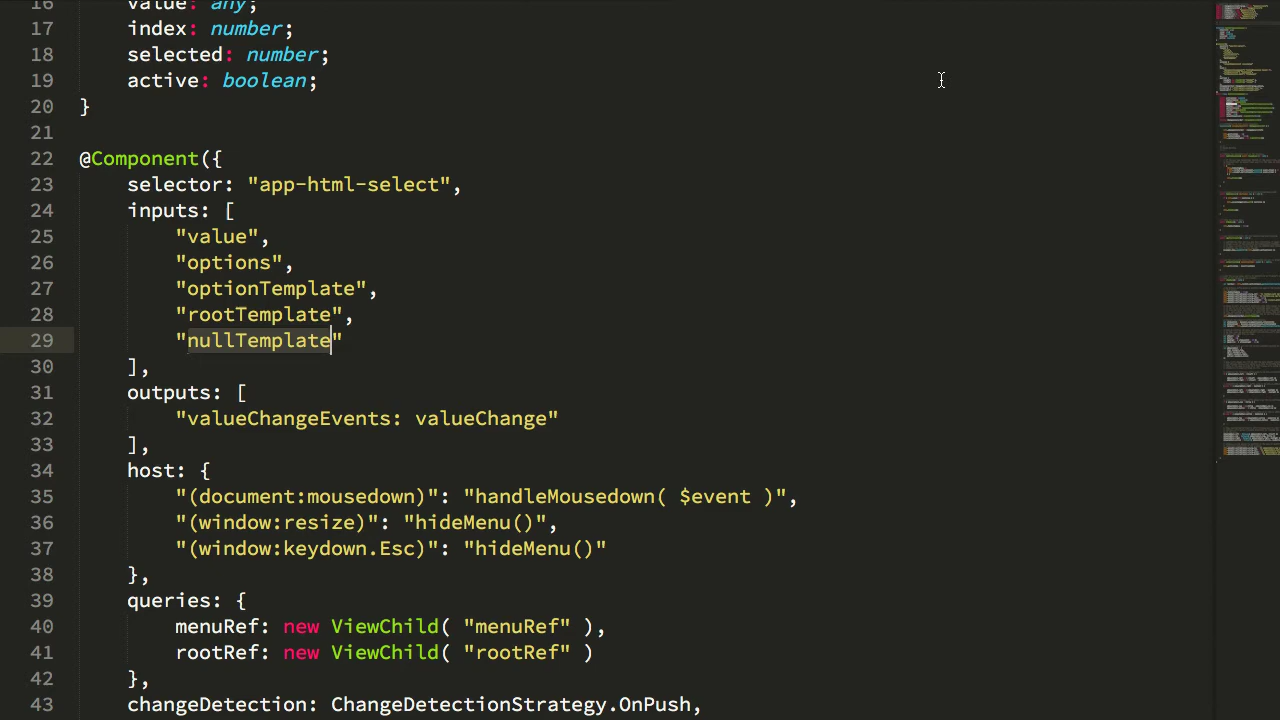 16 value: any;
17 index: number;
18 selected: number;
19 active: boolean;
20 }
21
22 @Component({
23 selector: "app-html-select",
24 inputs: [
25 "value",
26 "options",
27 "optionTemplate",
28 "rootTemplate",
29 "nullTemplate"
30 ],
31 outputs: [
32 "valueChangeEvents: valueChange"
33 ],
34 host: {
35 "(document:mousedown)": "handleMousedown( $event )",
36 "(window:resize)": "hideMenu()",
37 "(window:keydown.Esc)": "hideMenu()"
38 },
39 queries: {
40 menuRef: new ViewChild( "menuRef" ),
41 rootRef: new ViewChild( "rootRef" )
42 },
43 changeDetection: ChangeDetectionStrategy.OnPush,